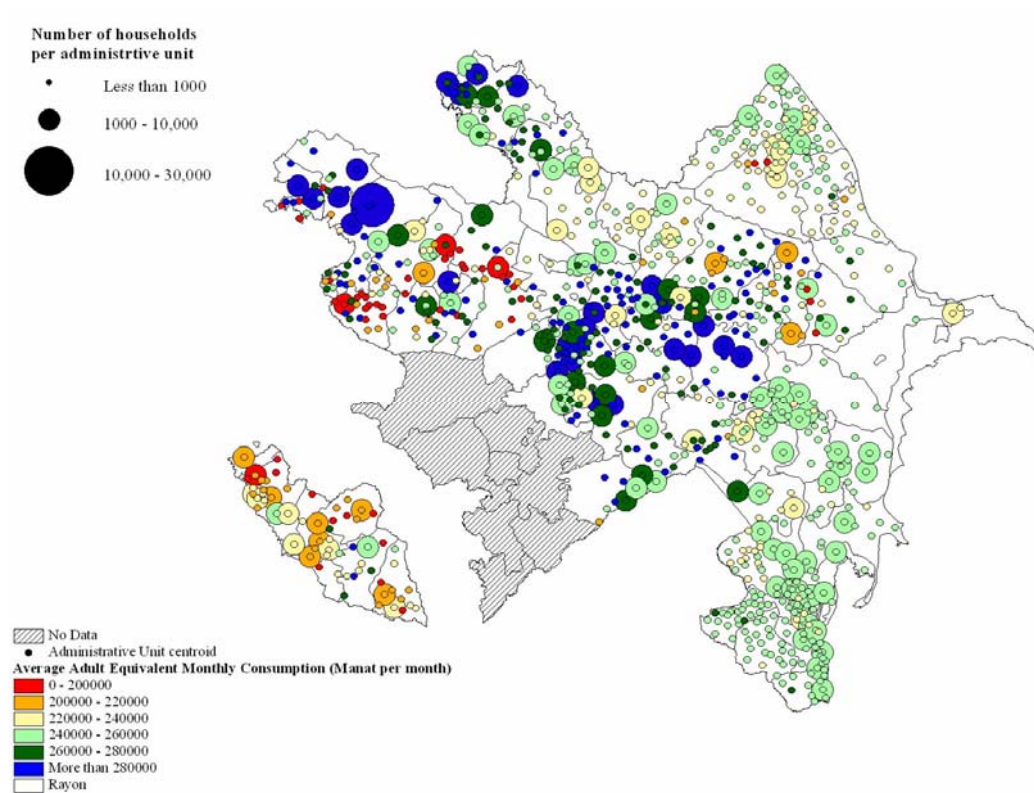 Number of households
per administrtive unit
Less than 1000
1000 - 10,000
10,000 - 30,000
No Data
Administrative Unit centroid
Average Adult Equivalent Monthly Consumption (Manat per month)
0 - 200000
200000 - 220000
220000 - 240000
240000 - 260000
260000 - 280000
More than 280000
Rayon